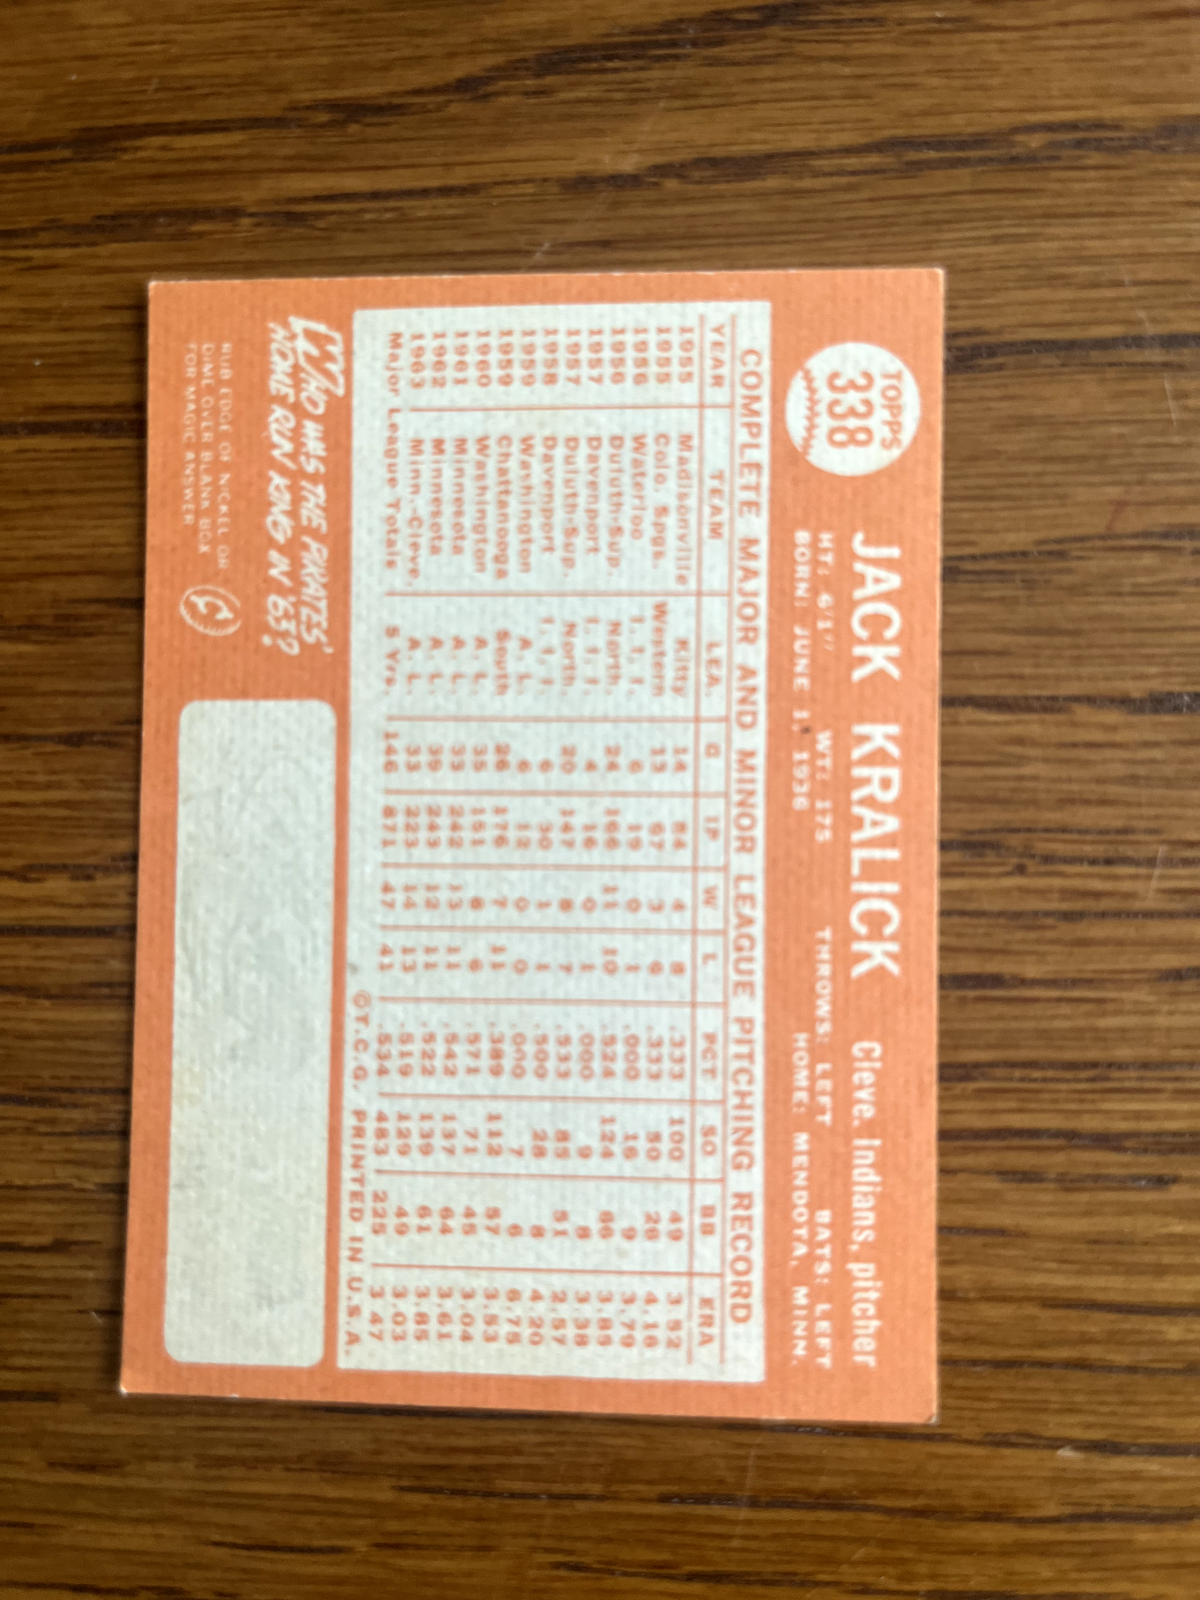 TOPPS
338
JACK KRALICK Cleve. Indians, pitcher
HT: 6'1" WT: 175 THROWS: LEFT BATS: LEFT
BORN: JUNE 1, 1936 HOME: MENDOTA, MINN.
COMPLETE MAJOR AND MINOR LEAGUE PITCHING RECORD
YEAR TEAM LEA. G IP W L PCT SO BB ERA
1955 Madisonville Kitty 14 84 4 8 .333 100 49 3.52
1955 Colo. Spgs. Western 13 67 3 6 .333 50 26 4.16
1956 Waterloo I. I. I. 6 19 0 1 .000 16 9 3.79
1956 Duluth-Sup. North. 24 166 11 10 .524 124 66 3.85
1957 Davenport I. I. I. 4 16 0 1 .000 9 8 3.38
1957 Duluth-Sup. North. 20 147 8 7 .533 85 51 2.57
1958 Davenport I. I. I. 6 30 1 1 .500 28 8 4.20
1959 Washington A. L. 6 12 0 0 .000 7 6 6.75
1959 Chattanooga South 26 176 7 11 .389 112 57 3.53
1960 Washington A. L. 35 151 8 6 .571 71 45 3.04
1961 Minnesota A. L. 33 242 13 11 .542 137 64 3.61
1962 Minnesota A. L. 39 243 12 11 .522 139 61 3.85
1963 Minn.-Cleve. A. L. 33 223 14 13 .519 129 49 3.03
Major League Totals 5 Yrs. 146 871 47 41 .534 483 225 3.47
©T.C.G. PRINTED IN U.S.A.
WHO WAS THE PIRATES'
HOME RUN KING IN '63?
RUB EDGE OF NICKEL OR
DIME OVER BLANK BOX
FOR MAGIC ANSWER